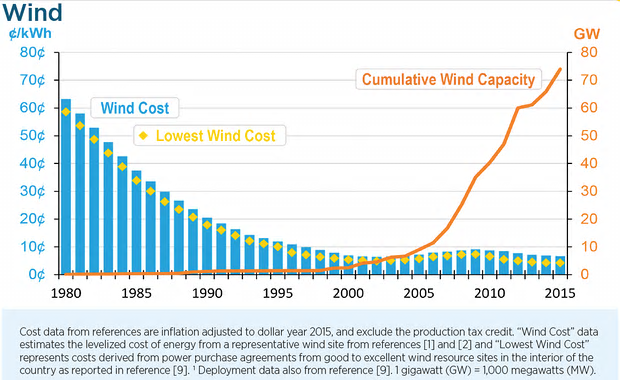 Wind
¢/kWh GW
80¢ 80
70¢ Cumulative Wind Capacity 70
60¢ Wind Cost 60
50¢ Lowest Wind Cost 50
40¢ 40
30¢ 30
20¢ 20
10¢ 10
0¢ 0
1980 1985 1990 1995 2000 2005 2010 2015
Cost data from references are inflation adjusted to dollar year 2015, and exclude the production tax credit. “Wind Cost” data
estimates the levelized cost of energy from a representative wind site from references [1] and [2] and “Lowest Wind Cost”
represents costs derived from power purchase agreements from good to excellent wind resource sites in the interior of the
country as reported in reference [9]. ¹ Deployment data also from reference [9]. 1 gigawatt (GW) = 1,000 megawatts (MW).